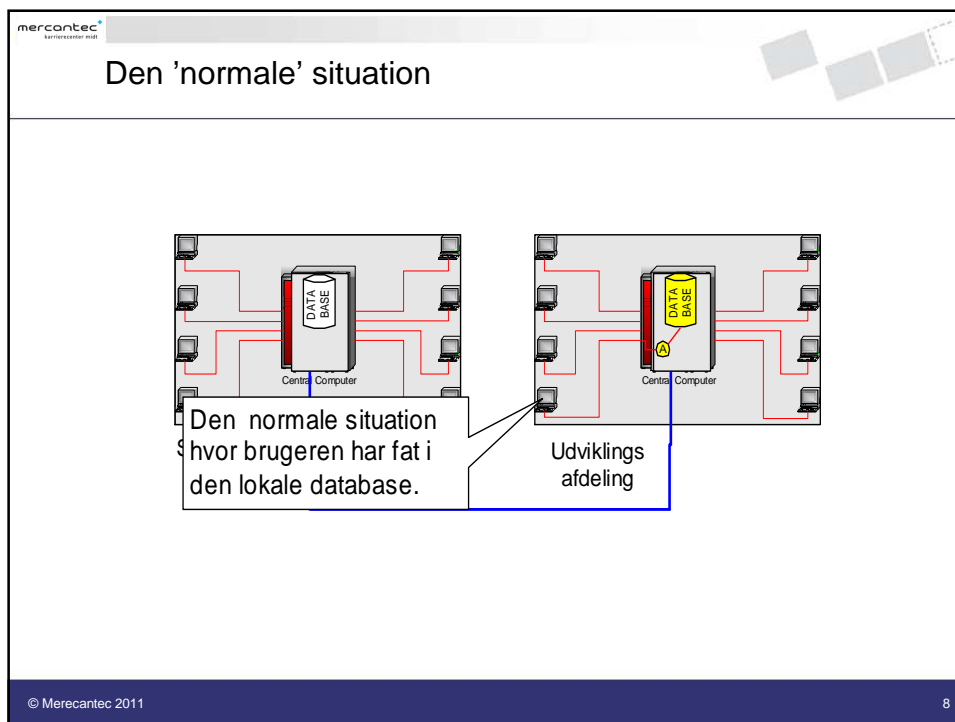 mercantec
karrierecenter midt
Den ’normale’ situation
DATA
BASE
Central Computer
DATA
BASE
A
Central Computer
Den normale situation
hvor brugeren har fat i
den lokale database.
Udviklings
afdeling
© Merecantec 2011
8